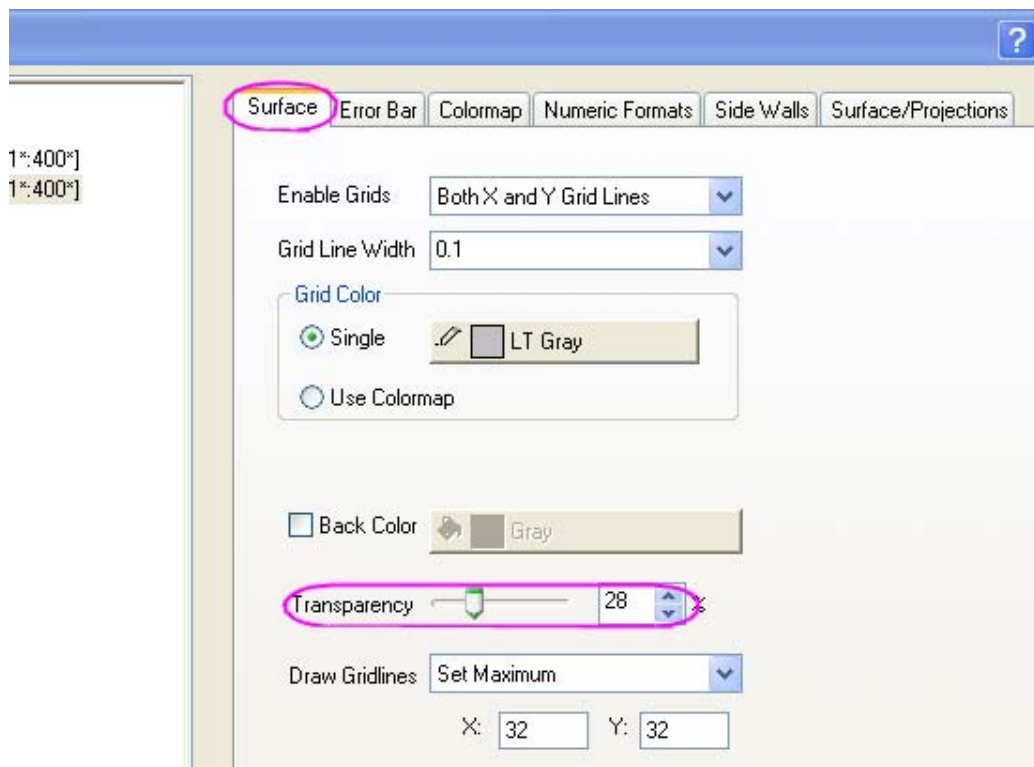 ?
Surface Error Bar Colormap Numeric Formats Side Walls Surface/Projections
1*:400*]
1*:400*]
Enable Grids Both X and Y Grid Lines
Grid Line Width 0.1
Grid Color
Single LT Gray
Use Colormap
Back Color Gray
Transparency 28 %
Draw Gridlines Set Maximum
X: 32 Y: 32